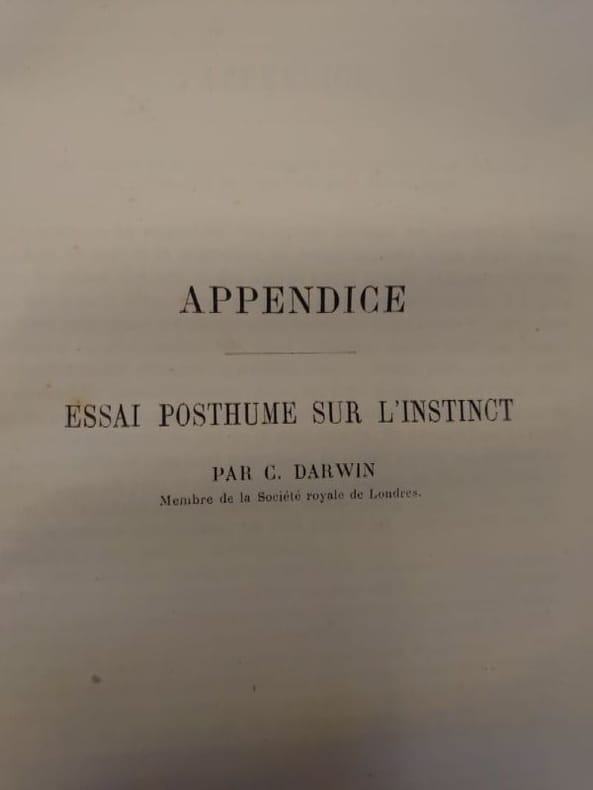 APPENDICE
ESSAI POSTHUME SUR L'INSTINCT
PAR C. DARWIN
Membre de la Société royale de Londres.